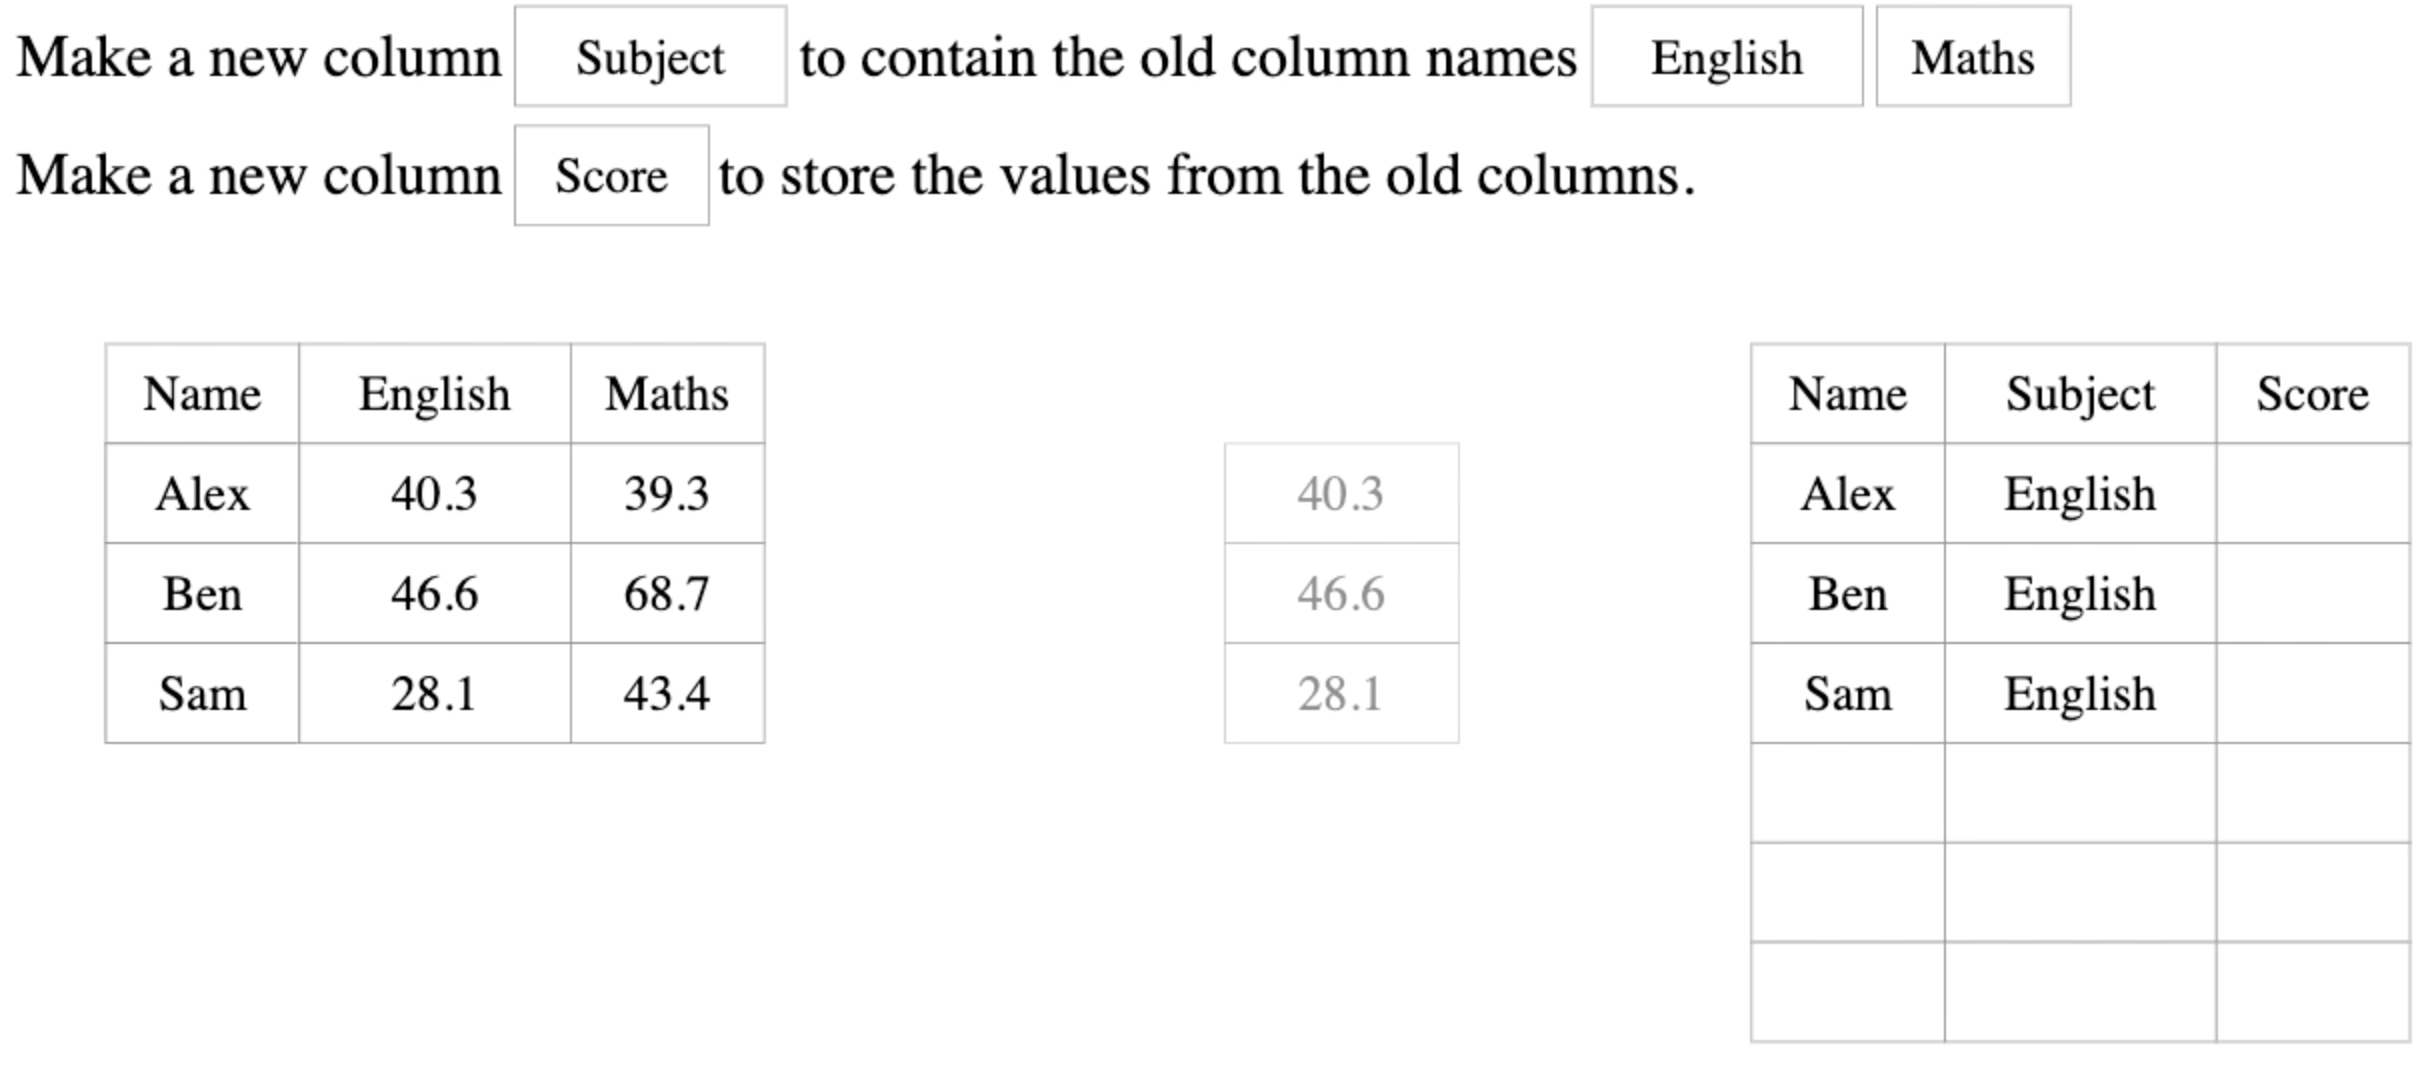 Make a new column Subject to contain the old column names English Maths
Make a new column Score to store the values from the old columns.
Name English Maths
Alex 40.3 39.3
Ben 46.6 68.7
Sam 28.1 43.4
40.3
46.6
28.1
Name Subject Score
Alex English
Ben English
Sam English